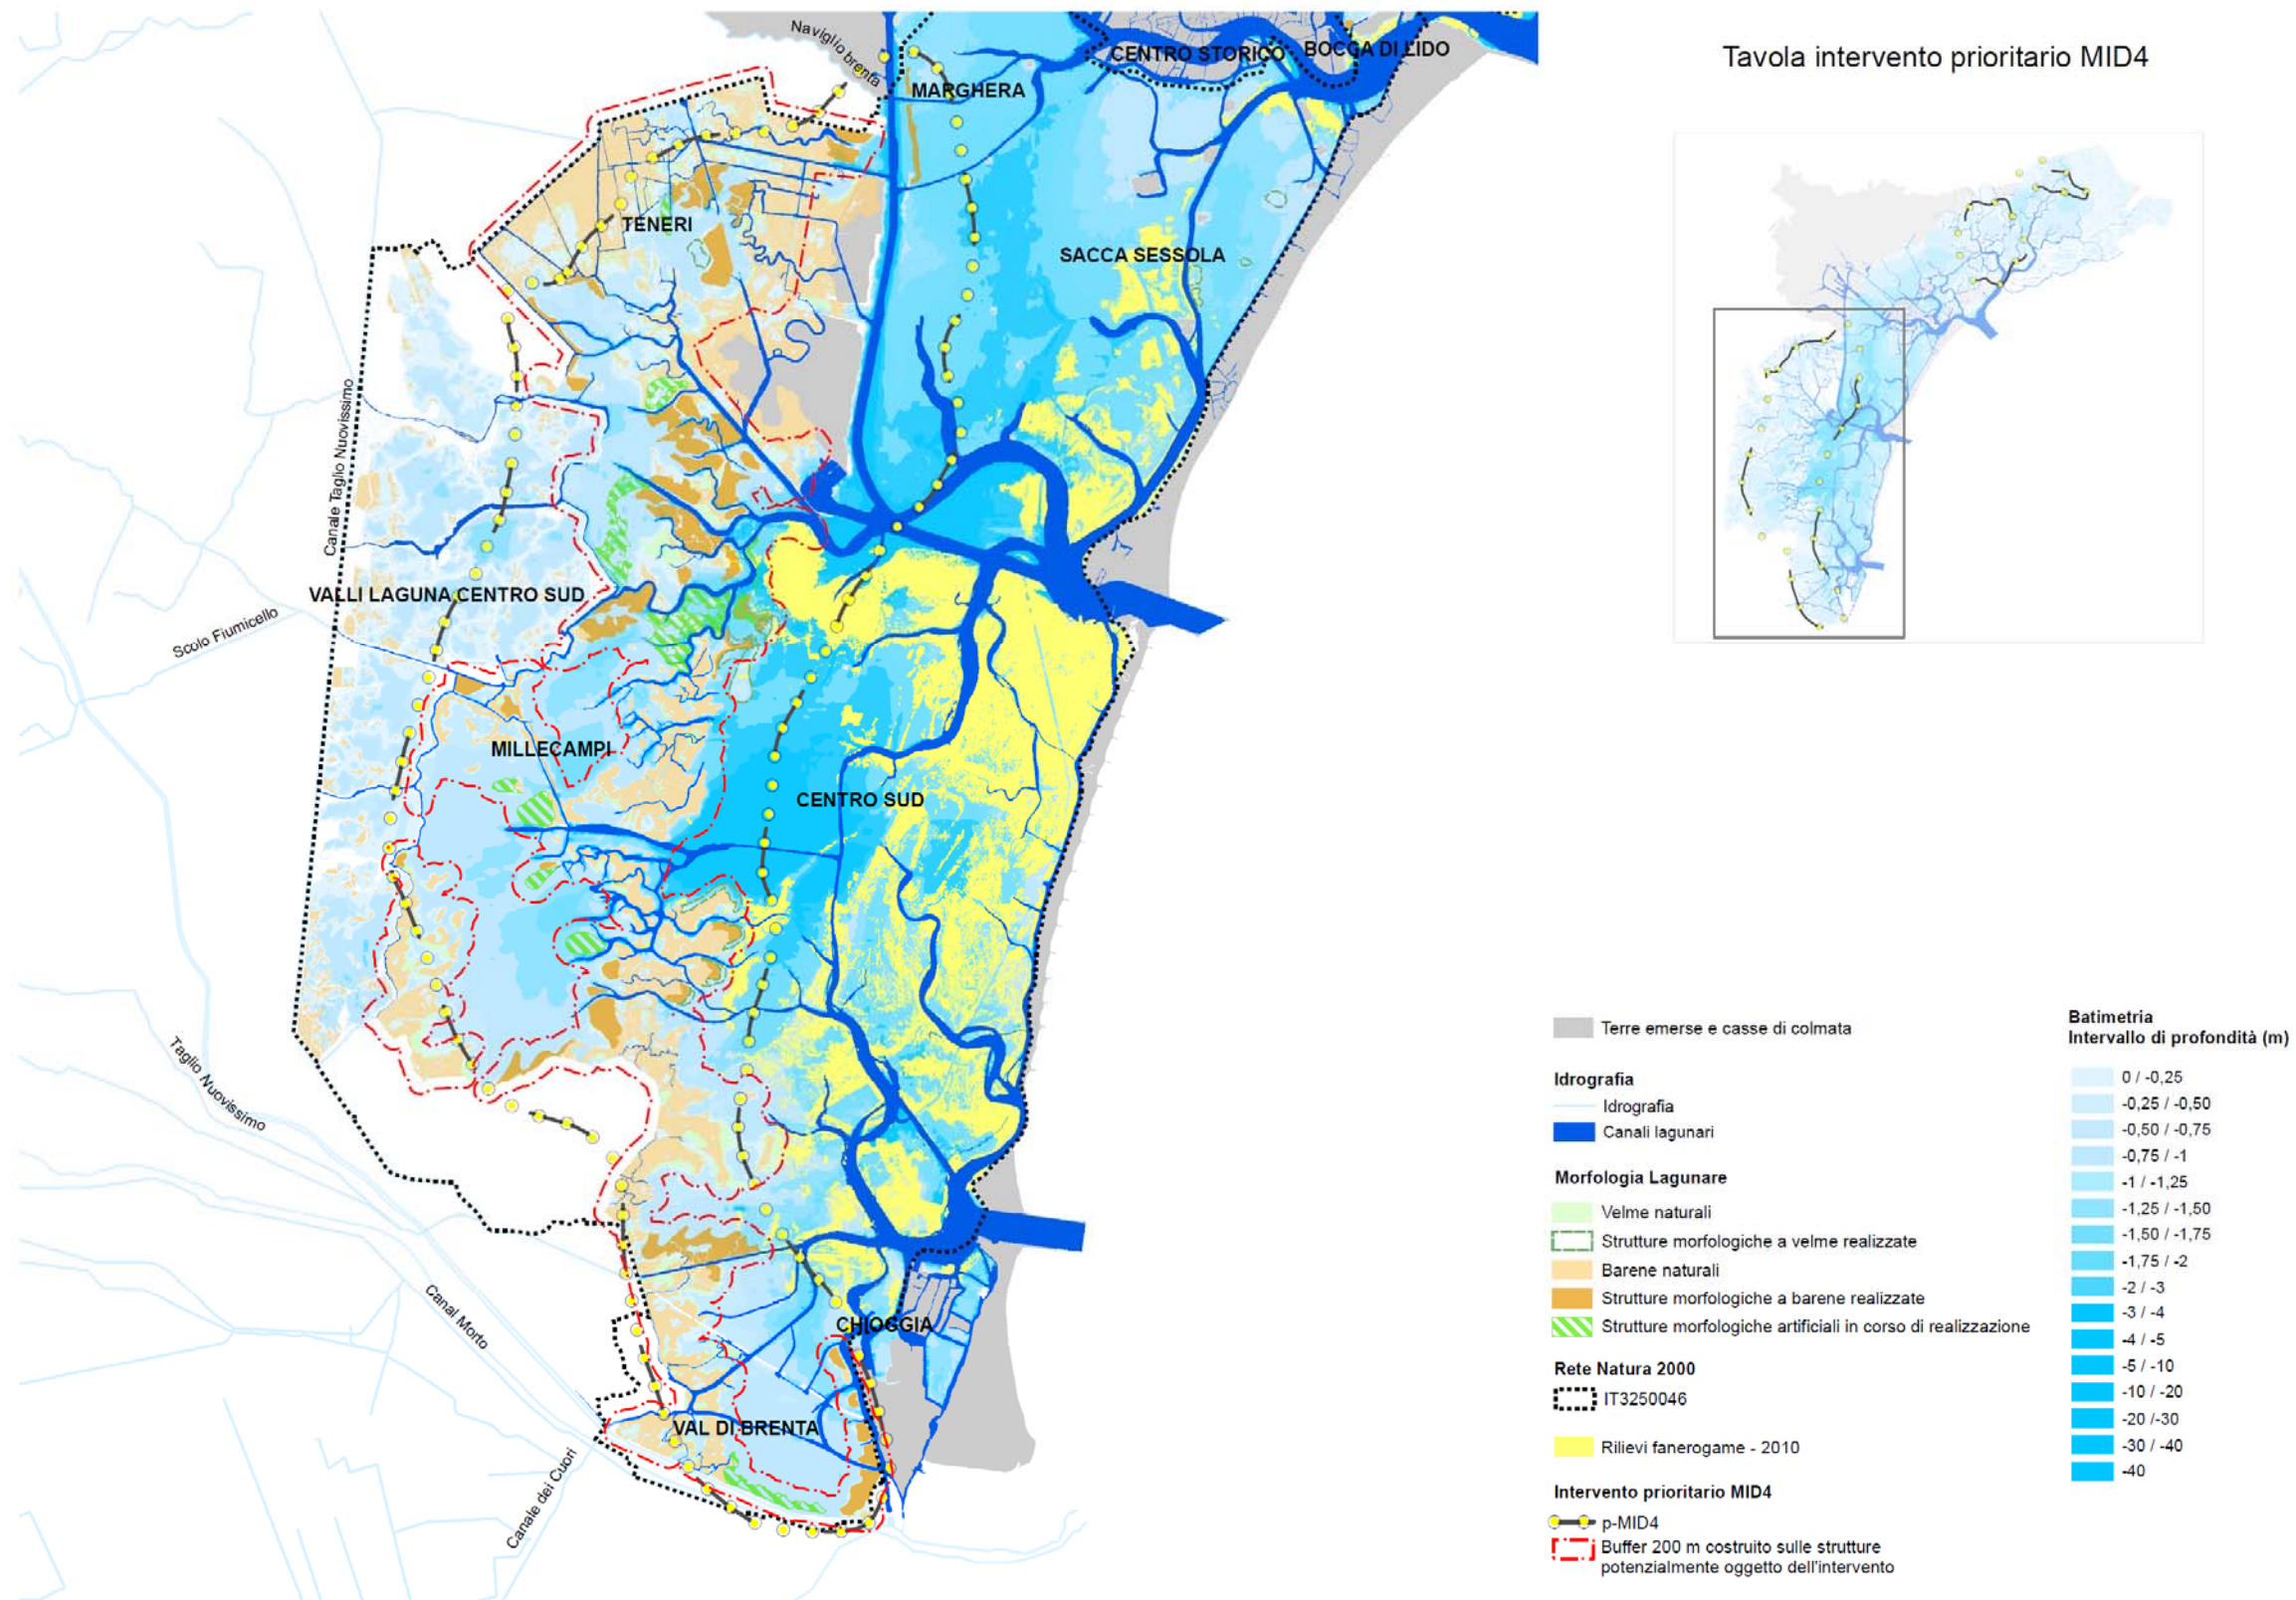 Tavola intervento prioritario MID4
Naviglio brenta
CENTRO STORICO
BOCCA DI LIDO
MARGHERA
TENERI
SACCA SESSOLA
Canale Taglio Nuovissimo
VALLI LAGUNA CENTRO SUD
Scolo Fiumicello
MILLECAMPI
CENTRO SUD
Taglio Nuovissimo
Canal Morto
CHIOGGIA
VAL DI BRENTA
Canale dei Cuori
Terre emerse e casse di colmata
Idrografia
Idrografia
Canali lagunari
Morfologia Lagunare
Velme naturali
Strutture morfologiche a velme realizzate
Barene naturali
Strutture morfologiche a barene realizzate
Strutture morfologiche artificiali in corso di realizzazione
Rete Natura 2000
IT3250046
Rilievi fanerogame - 2010
Intervento prioritario MID4
p-MID4
Buffer 200 m costruito sulle strutture
potenzialmente oggetto dell'intervento
Batimetria
Intervallo di profondità (m)
0 / -0,25
-0,25 / -0,50
-0,50 / -0,75
-0,75 / -1
-1 / -1,25
-1,25 / -1,50
-1,50 / -1,75
-1,75 / -2
-2 / -3
-3 / -4
-4 / -5
-5 / -10
-10 / -20
-20 /-30
-30 / -40
-40